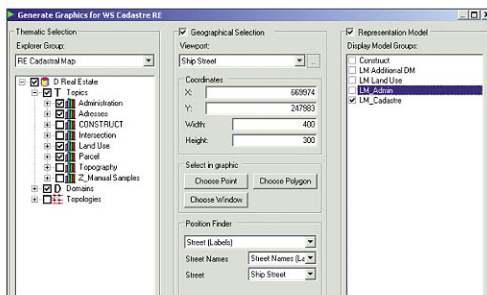 Generate Graphics for WS Cadastre RE
Thematic Selection
Explorer Group:
RE Cadastral Map
D Real Estate
T Topics
Administration
Adresses
CONSTRUCT
Intersection
Land Use
Parcel
Topography
Z_Manual Samples
D Domains
Topologies
Geographical Selection
Viewport:
Ship Street
...
Coordinates
X: 669974
Y: 247983
Width: 400
Height: 300
Select in graphic
Choose Point Choose Polygon
Choose Window
Position Finder
Street (Labels)
Street Names Street Names (La
Street Ship Street
Representation Model
Display Model Groups:
Construct
LM Additional DM
LM Land Use
LM_Admin
LM_Cadastre